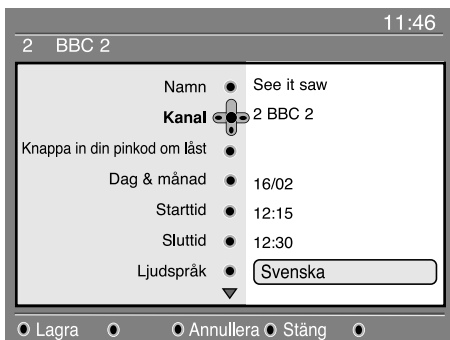 11:46
2 BBC 2
Namn See it saw
Kanal 2 BBC 2
Knappa in din pinkod om låst
Dag & månad 16/02
Starttid 12:15
Sluttid 12:30
Ljudspråk Svenska
Lagra Annullera Stäng